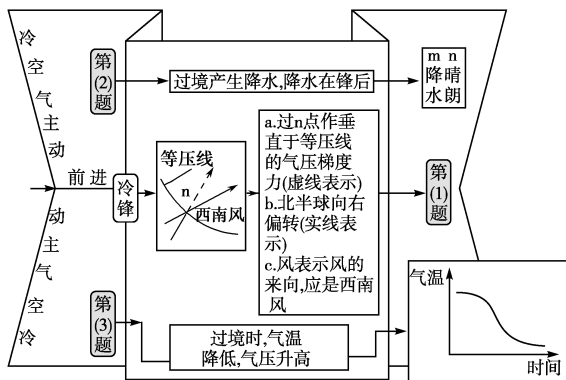 冷空气主动
前进
动主气空冷
第(2)题
过境产生降水,降水在锋后
m n
降 晴
水 朗
冷锋
等压线
n
西南风
a.过n点作垂
直于等压线
的气压梯度
力(虚线表示)
b.北半球向右
偏转(实线表
示)
c.风表示风的
来向,应是西南
风
第(1)题
第(3)题
过境时,气温
降低,气压升高
气温
时间